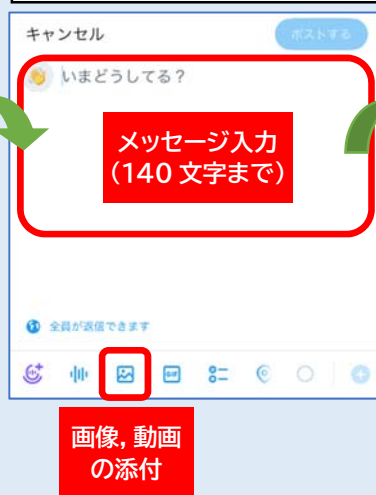 キャンセル
ポストする
いまどうしてる？
メッセージ入力
(140 文字まで)
全員が返信できます
GIF
画像, 動画
の添付